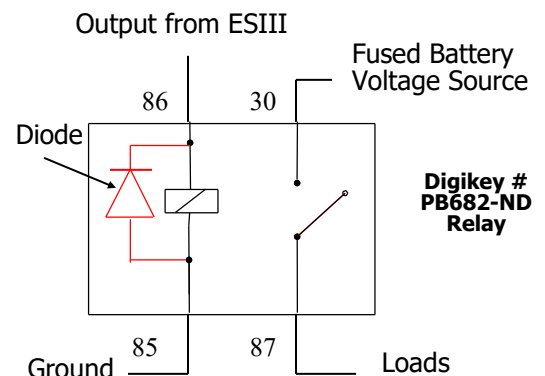 Output from ESIII
Fused Battery
Voltage Source
86
30
Diode
Digikey #
PB682-ND
Relay
85
87
Ground
Loads